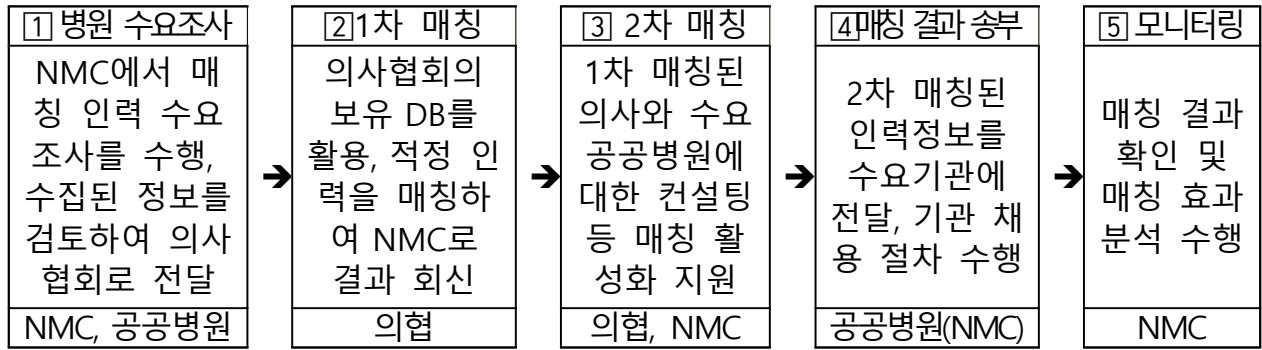 1 병원 수요조사
NMC에서 매
칭 인력 수요
조사를 수행,
수집된 정보를
검토하여 의사
협회로 전달
NMC, 공공병원
➔
2 1차 매칭
의사협회의
보유 DB를
활용, 적정 인
력을 매칭하
여 NMC로
결과 회신
의협
➔
3 2차 매칭
1차 매칭된
의사와 수요
공공병원에
대한 컨설팅
등 매칭 활
성화 지원
의협, NMC
➔
4 매칭 결과 송부
2차 매칭된
인력정보를
수요기관에
전달, 기관 채
용 절차 수행
공공병원(NMC)
➔
5 모니터링
매칭 결과
확인 및
매칭 효과
분석 수행
NMC